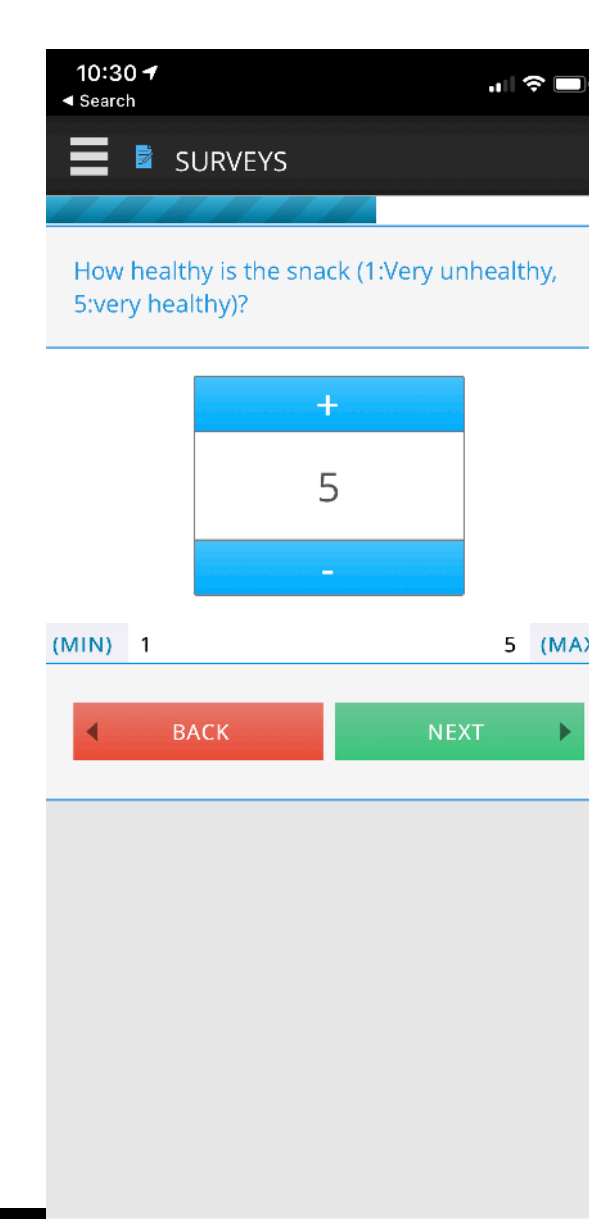 10:30
◄ Search
SURVEYS
How healthy is the snack (1:Very unhealthy,
5:very healthy)?
+
5
-
(MIN) 1 5 (MAX
BACK NEXT